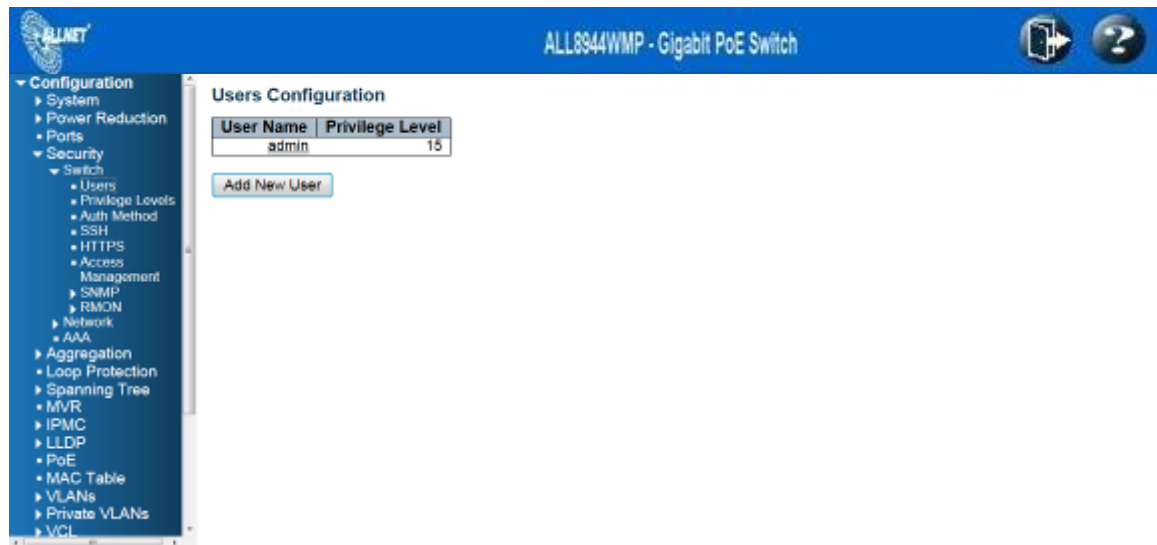 ALLNET
ALL8944WMP - Gigabit PoE Switch
?
Configuration
System
Power Reduction
Ports
Security
Switch
Users
Privilege Levels
Auth Method
SSH
HTTPS
Access
Management
SNMP
RMON
Network
AAA
Aggregation
Loop Protection
Spanning Tree
MVR
IPMC
LLDP
PoE
MAC Table
VLANs
Private VLANs
VCL
Users Configuration
User Name Privilege Level
admin 15
Add New User